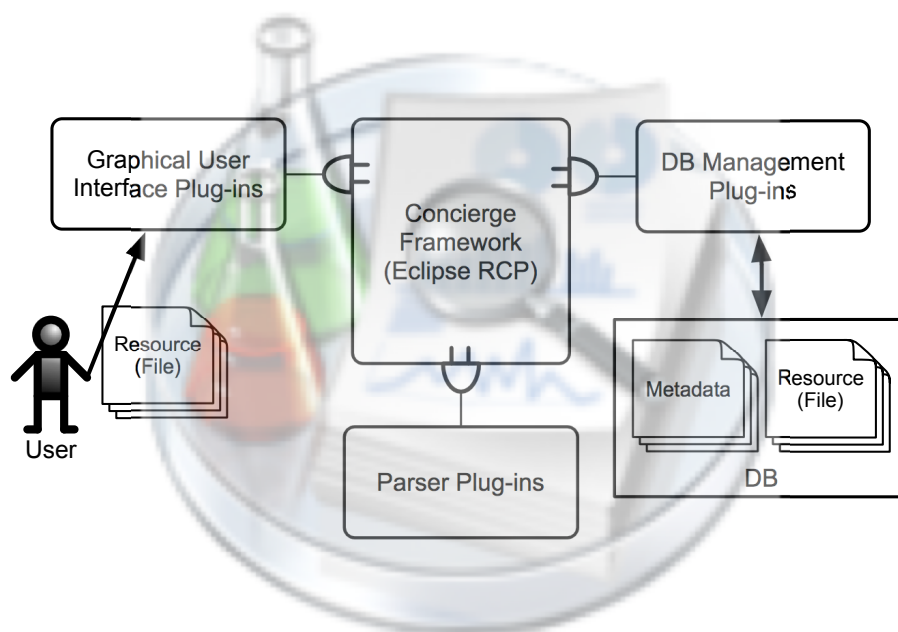 Graphical User
Interface Plug-ins
Concierge
Framework
(Eclipse RCP)
DB Management
Plug-ins
Resource
(File)
User
Parser Plug-ins
Metadata
Resource
(File)
DB